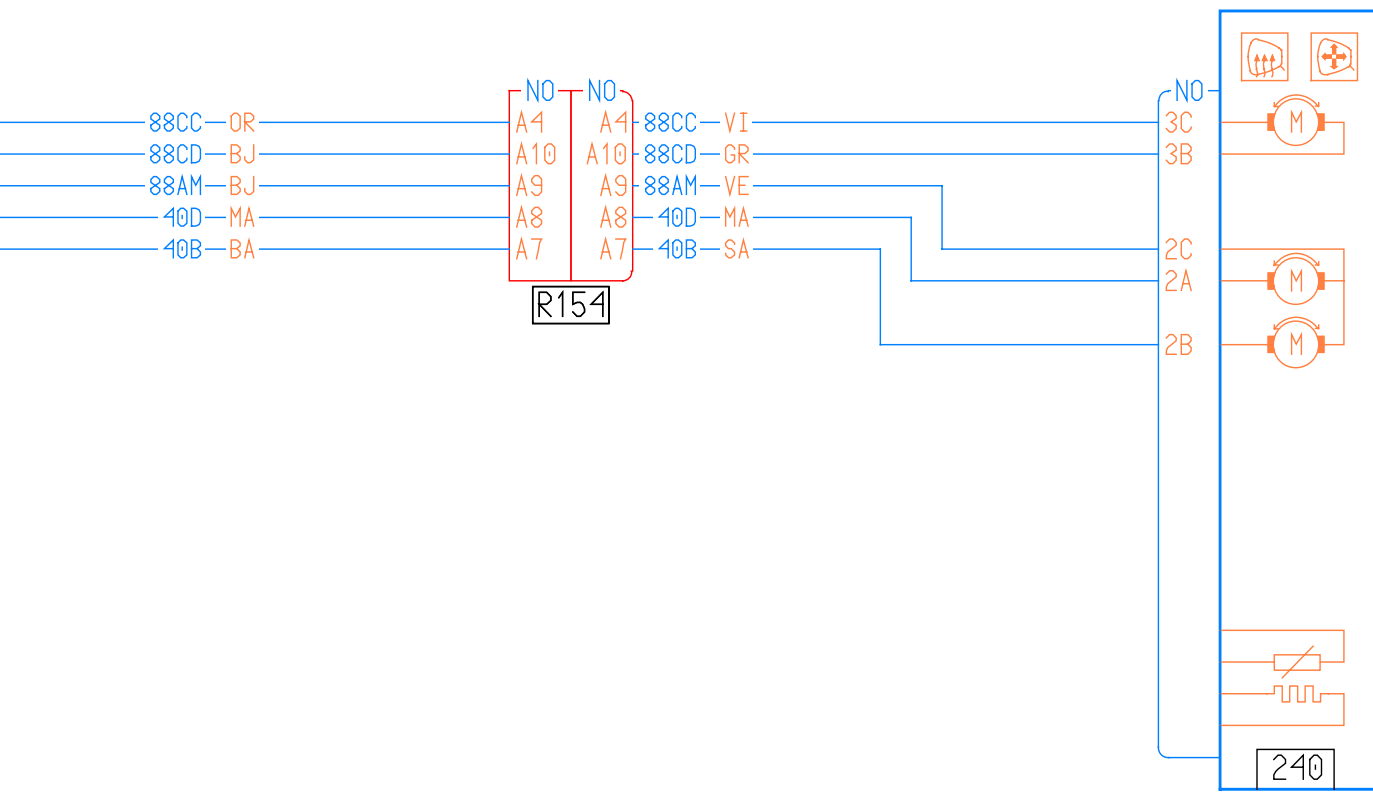 NO NO NO
88CC OR A4 A4 88CC VI 3C M
88CD BJ A10 A10 88CD GR 3B
88AM BJ A9 A9 88AM VE
40D MA A8 A8 40D MA
40B BA A7 A7 40B SA 2C
2A M
R154
2B M
240